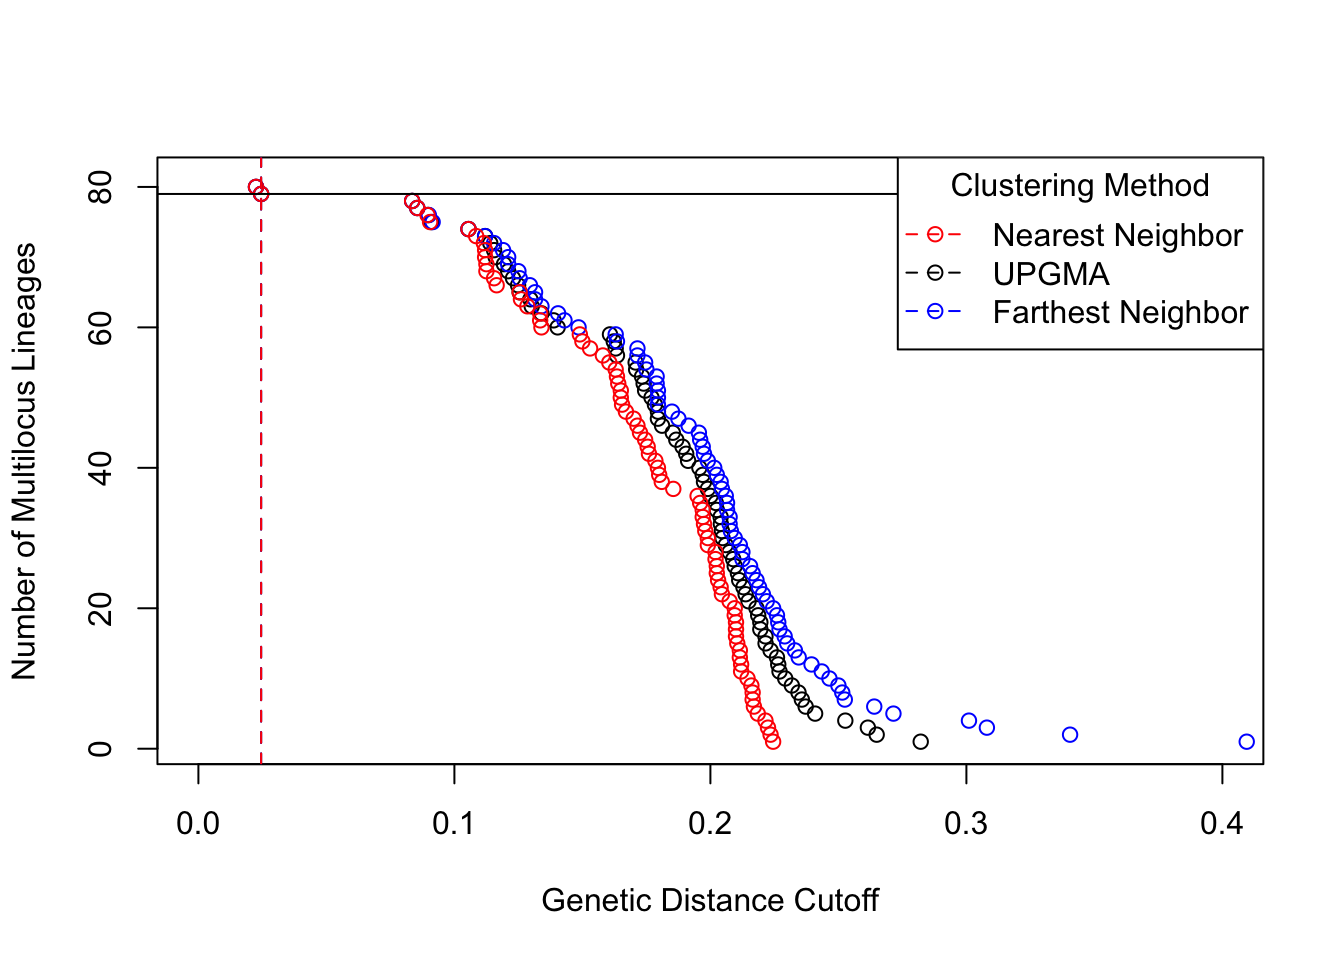 Clustering Method
Nearest Neighbor
UPGMA
Farthest Neighbor
Number of Multilocus Lineages
80
60
40
20
0
0.0 0.1 0.2 0.3 0.4
Genetic Distance Cutoff